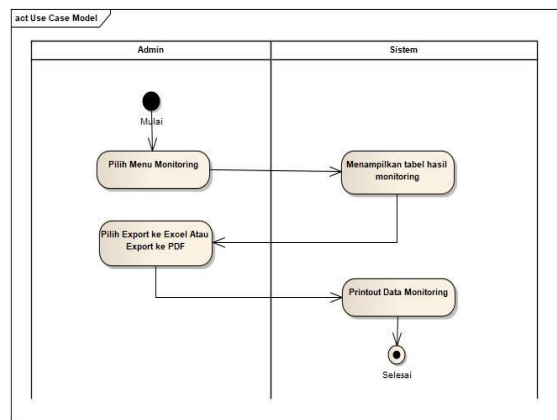 act Use Case Model
Admin
Sistem
Mulai
Pilih Menu Monitoring
Menampilkan tabel hasil
monitoring
Pilih Export ke Excel Atau
Export ke PDF
Printout Data Monitoring
Selesai